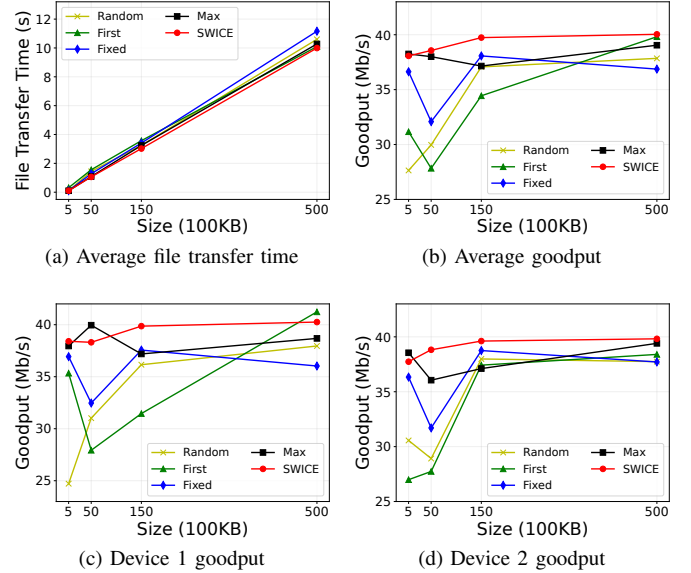 File Transfer Time (s)
12
10
8
6
4
2
0
Random
First
Fixed
Max
SWICE
5
50
150
500
Size (100KB)
(a) Average file transfer time
Goodput (Mb/s)
40
35
30
25
Random
First
Fixed
Max
SWICE
5
50
150
500
Size (100KB)
(b) Average goodput
Goodput (Mb/s)
40
35
30
25
Random
First
Fixed
Max
SWICE
5
50
150
500
Size (100KB)
(c) Device 1 goodput
Goodput (Mb/s)
40
35
30
25
Random
First
Fixed
Max
SWICE
5
50
150
500
Size (100KB)
(d) Device 2 goodput